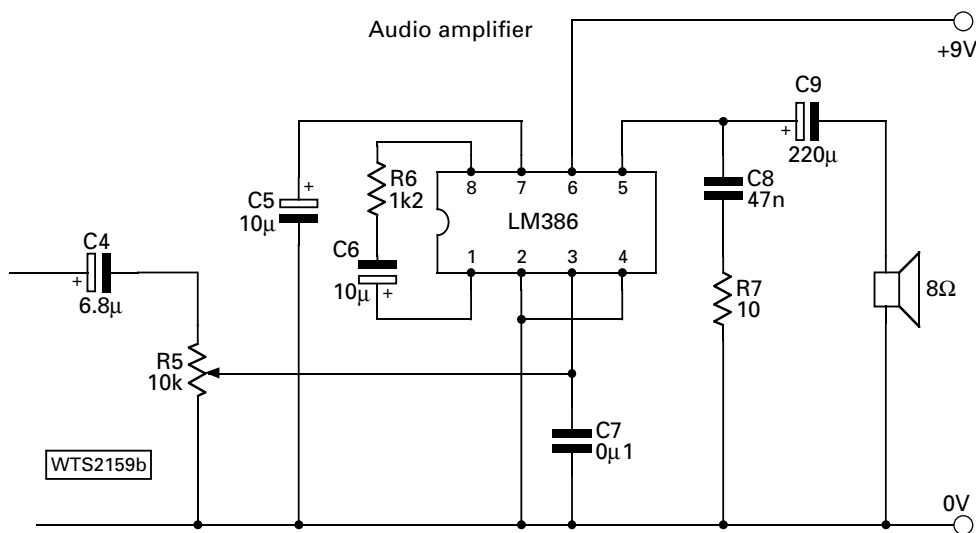 Audio amplifier
+9V
C9
+
220µ
8 7 6 5
LM386
1 2 3 4
R6
1k2
C5
+
10µ
C6
10µ
+
C8
47n
C4
+
6.8µ
R7
10
8Ω
R5
10k
C7
0µ1
WTS2159b
0V